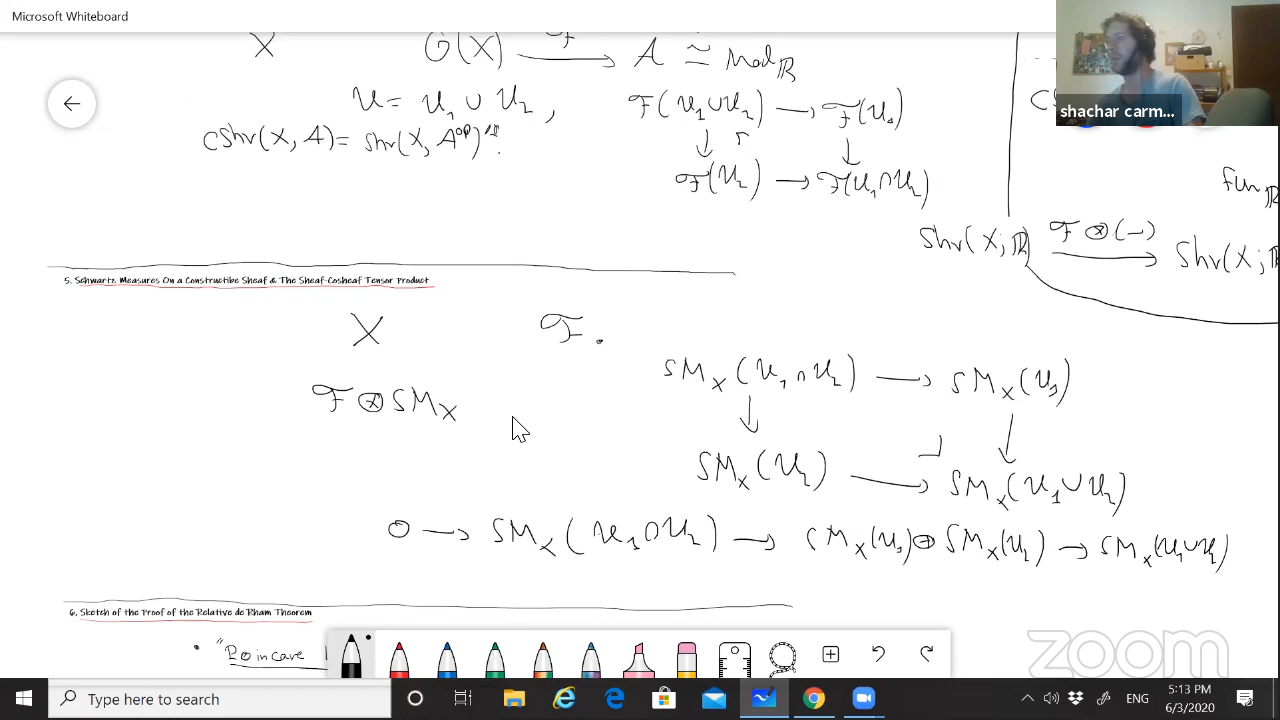 Microsoft Whiteboard
shachar carm...
X
𝓕
A ≃ Mod_ℝ
U = U₁ ∪ U₂ ,
𝓕(U₁∪U₂) → 𝓕(U₁)
cShv(X, A) = Shv(X, A^op)^op
↓ ↓
𝓕(U₂) → 𝓕(U₁∩U₂)
Fun_ℝ
Shv(X; ℝ) 𝓕⊗(-) → Shv(X; ℝ
5. Schwartz Measures On a Constructibe Sheaf & The Sheaf-Cosheaf Tensor Product
X 𝓕.
SM_X(U₁∩U₂) → SM_X(U₁)
𝓕⊗SM_X
↓ ↓
SM_X(U₂) → SM_X(U₁∪U₂)
0 → SM_X(U₁∩U₂) → SM_X(U₁)⊕SM_X(U₂) → SM_X(U₁∪U₂)
6. Sketch of the Proof of the Relative de Rham Theorem
• "Poincare
zoom
Type here to search
ENG
5:13 PM
6/3/2020